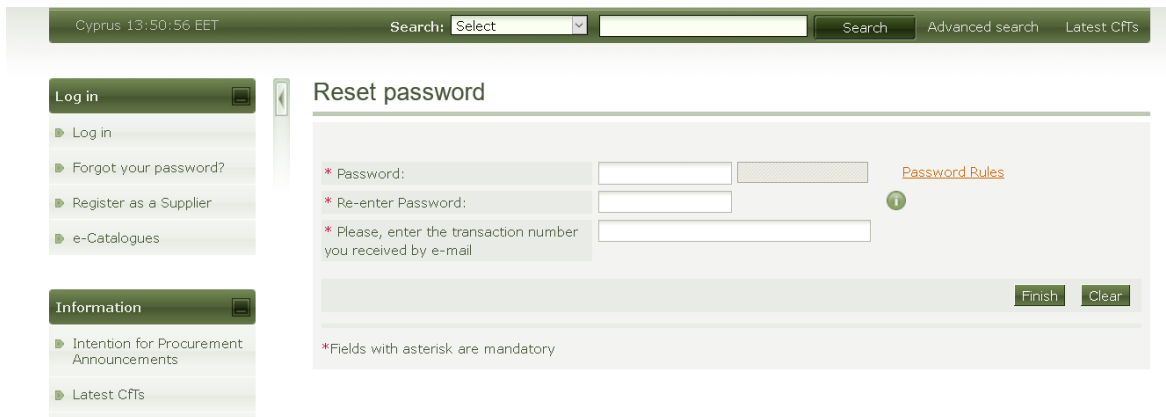 Cyprus 13:50:56 EET
Search: Select Search Advanced search Latest CfTs
Log in
Log in
Forgot your password?
Register as a Supplier
e-Catalogues
Information
Intention for Procurement
Announcements
Latest CfTs
Reset password
* Password: Password Rules
* Re-enter Password: i
* Please, enter the transaction number
you received by e-mail
Finish Clear
*Fields with asterisk are mandatory